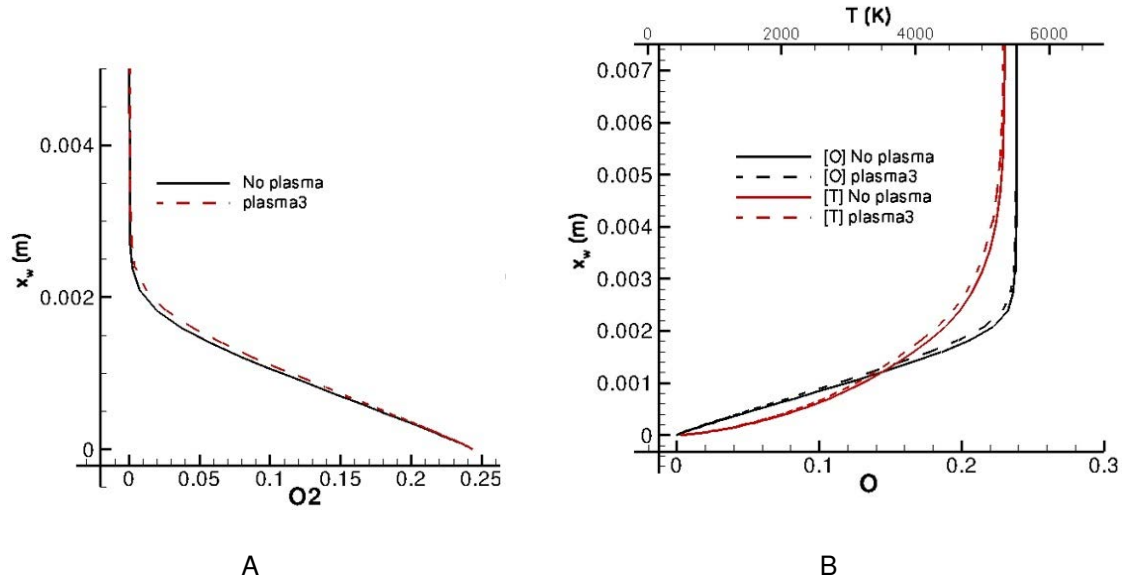 0.004
0.002
0
x_w (m)
No plasma
plasma3
0 0.05 0.1 0.15 0.2 0.25
O2
A
T (K)
0 2000 4000 6000
0.007
0.006
0.005
0.004
0.003
0.002
0.001
0
x_w (m)
[O] No plasma
[O] plasma3
[T] No plasma
[T] plasma3
0 0.1 0.2 0.3
O
B